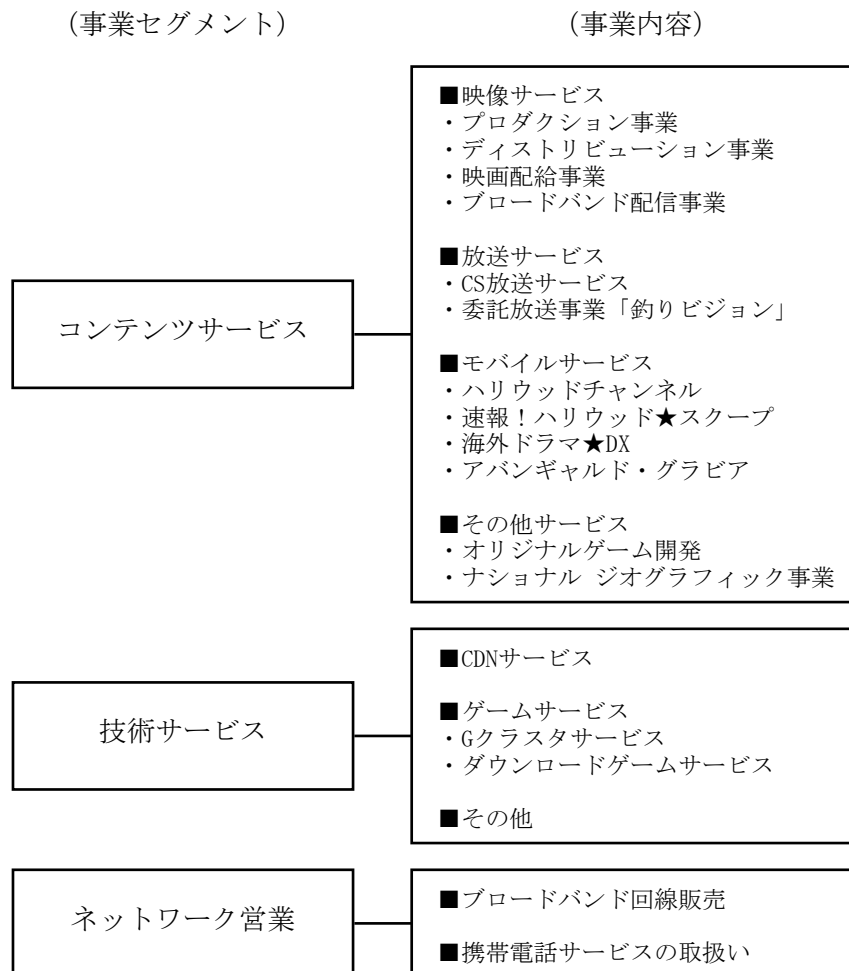 （事業セグメント）
（事業内容）
コンテンツサービス
■映像サービス
・プロダクション事業
・ディストリビューション事業
・映画配給事業
・ブロードバンド配信事業
■放送サービス
・CS放送サービス
・委託放送事業「釣りビジョン」
■モバイルサービス
・ハリウッドチャンネル
・速報！ハリウッド★スクープ
・海外ドラマ★DX
・アバンギャルド・グラビア
■その他サービス
・オリジナルゲーム開発
・ナショナル ジオグラフィック事業
技術サービス
■CDNサービス
■ゲームサービス
・Gクラスタサービス
・ダウンロードゲームサービス
■その他
ネットワーク営業
■ブロードバンド回線販売
■携帯電話サービスの取扱い